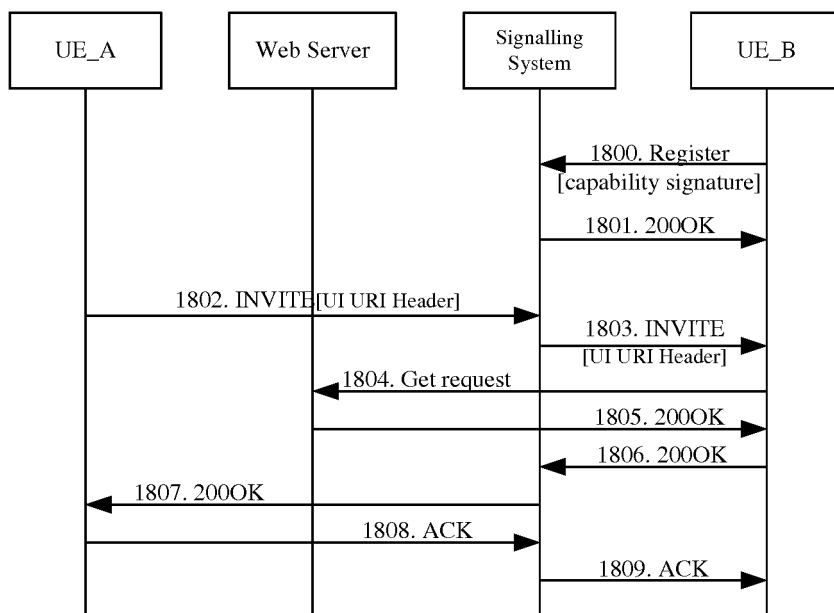 UE_A
Web Server
Signalling
System
UE_B
1800. Register
[capability signature]
1801. 200OK
1802. INVITE[UI URI Header]
1803. INVITE
[UI URI Header]
1804. Get request
1805. 200OK
1806. 200OK
1807. 200OK
1808. ACK
1809. ACK